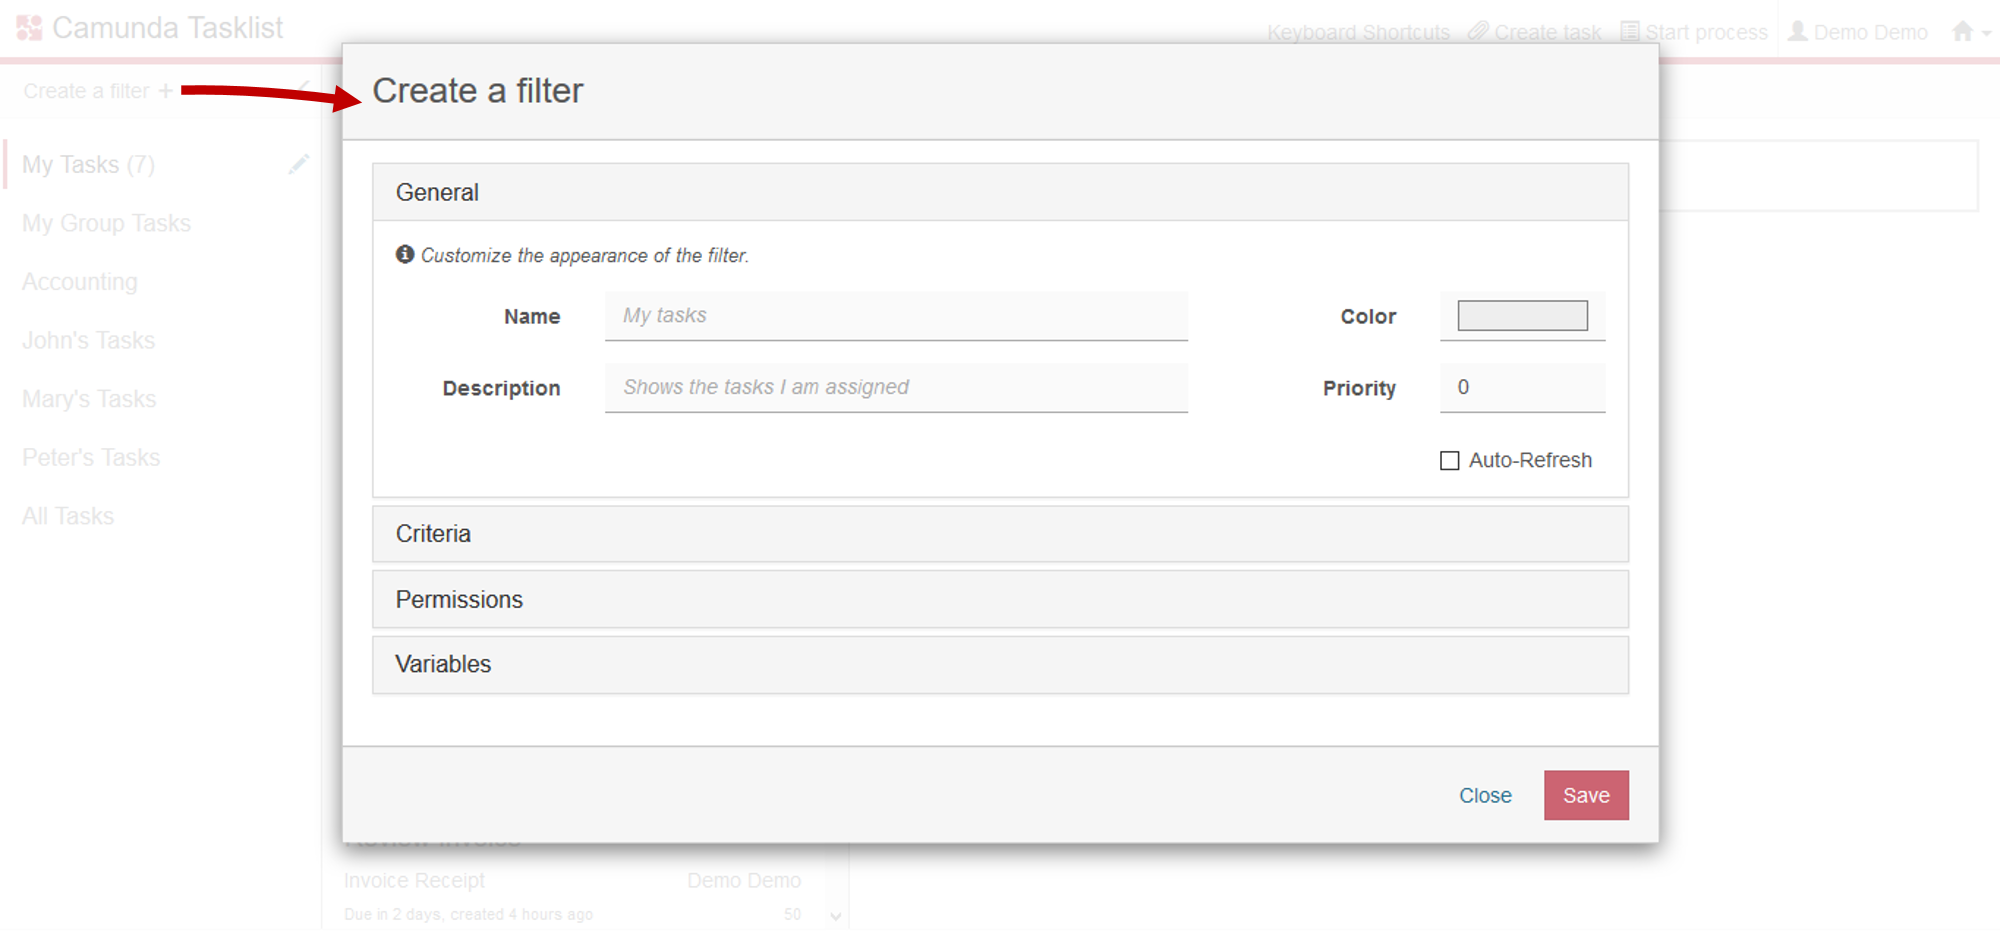 Camunda Tasklist
Keyboard Shortcuts Create task Start process Demo Demo
Create a filter +
Create a filter
My Tasks (7)
My Group Tasks
Accounting
John's Tasks
Mary's Tasks
Peter's Tasks
All Tasks
General
Customize the appearance of the filter.
Name My tasks Color
Description Shows the tasks I am assigned Priority 0
Auto-Refresh
Criteria
Permissions
Variables
Close Save
Invoice Receipt Demo Demo
Due in 2 days, created 4 hours ago 50